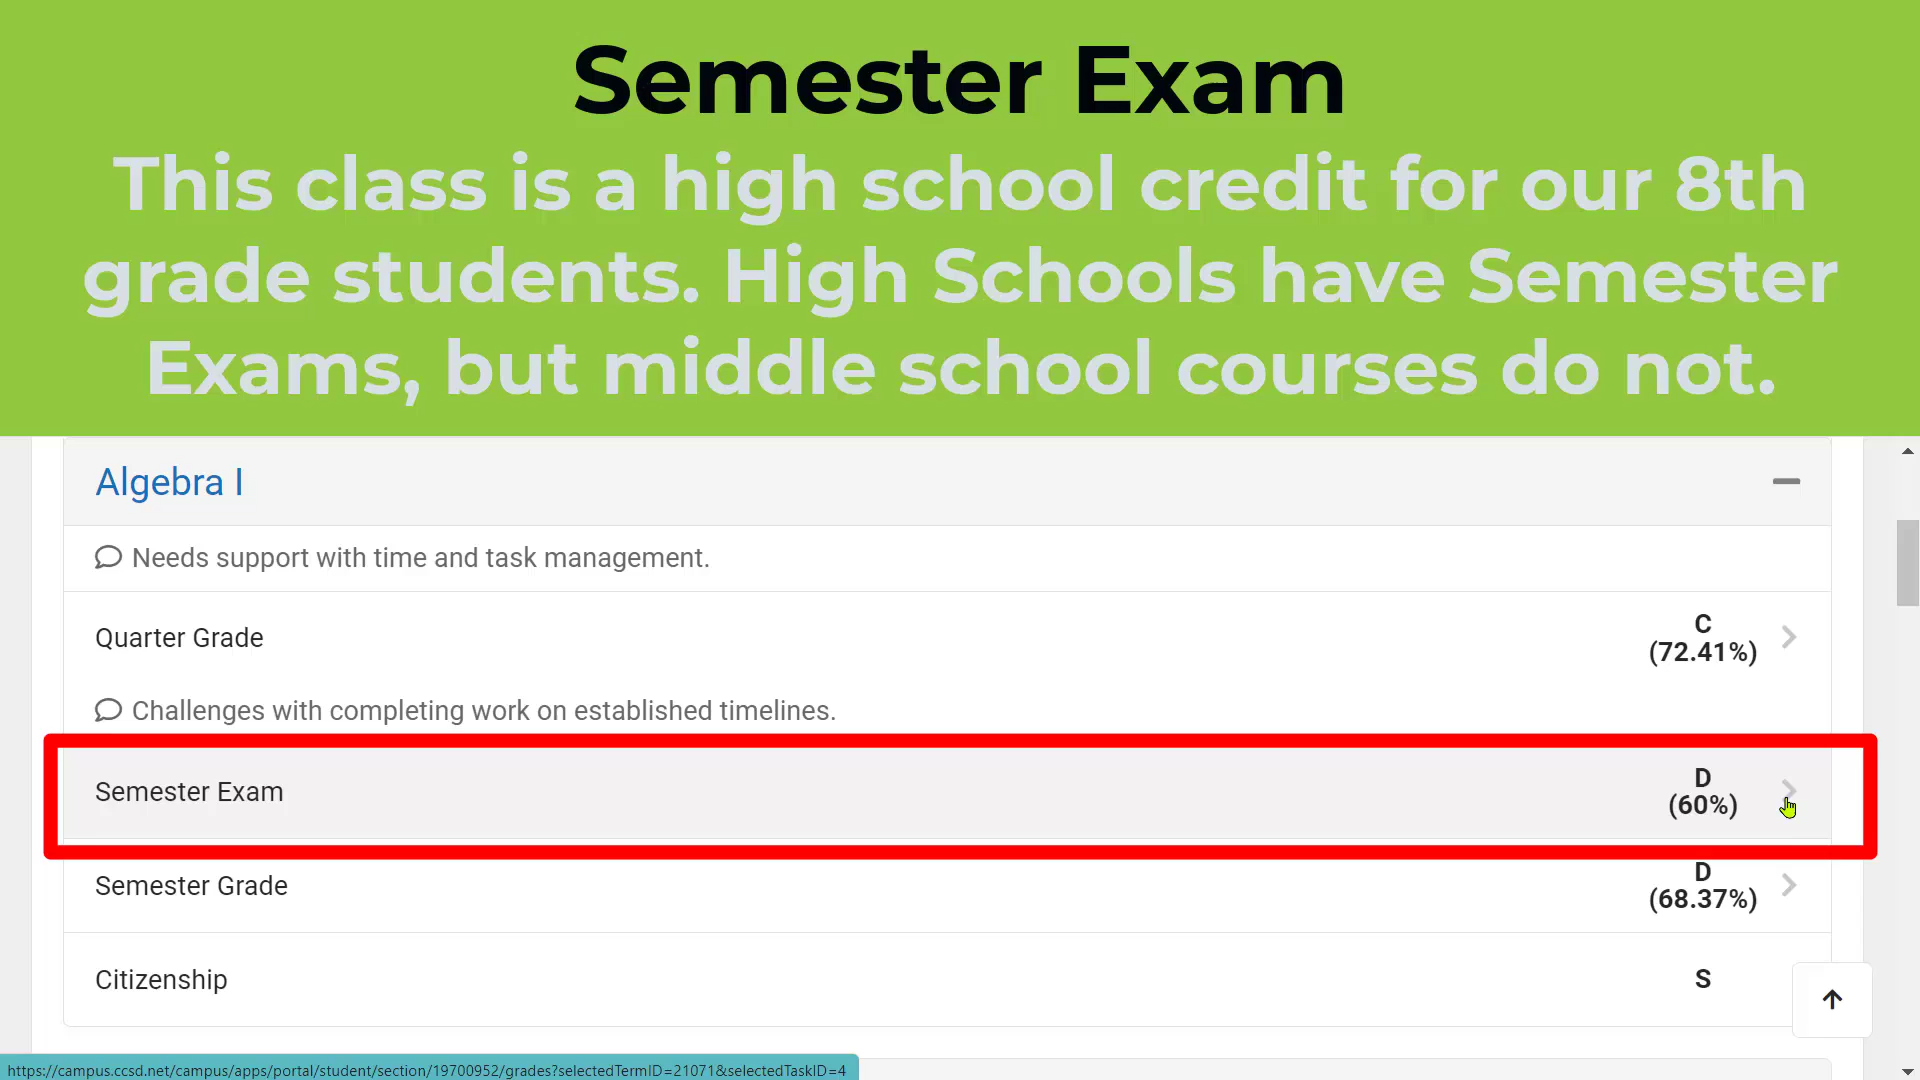 Semester Exam
This class is a high school credit for our 8th
grade students. High Schools have Semester
Exams, but middle school courses do not.
Algebra I
Needs support with time and task management.
Quarter Grade
C
(72.41%)
Challenges with completing work on established timelines.
Semester Exam
D
(60%)
Semester Grade
D
(68.37%)
Citizenship
S
https://campus.ccsd.net/campus/apps/portal/student/section/19700952/grades?selectedTermID=21071&selectedTaskID=4